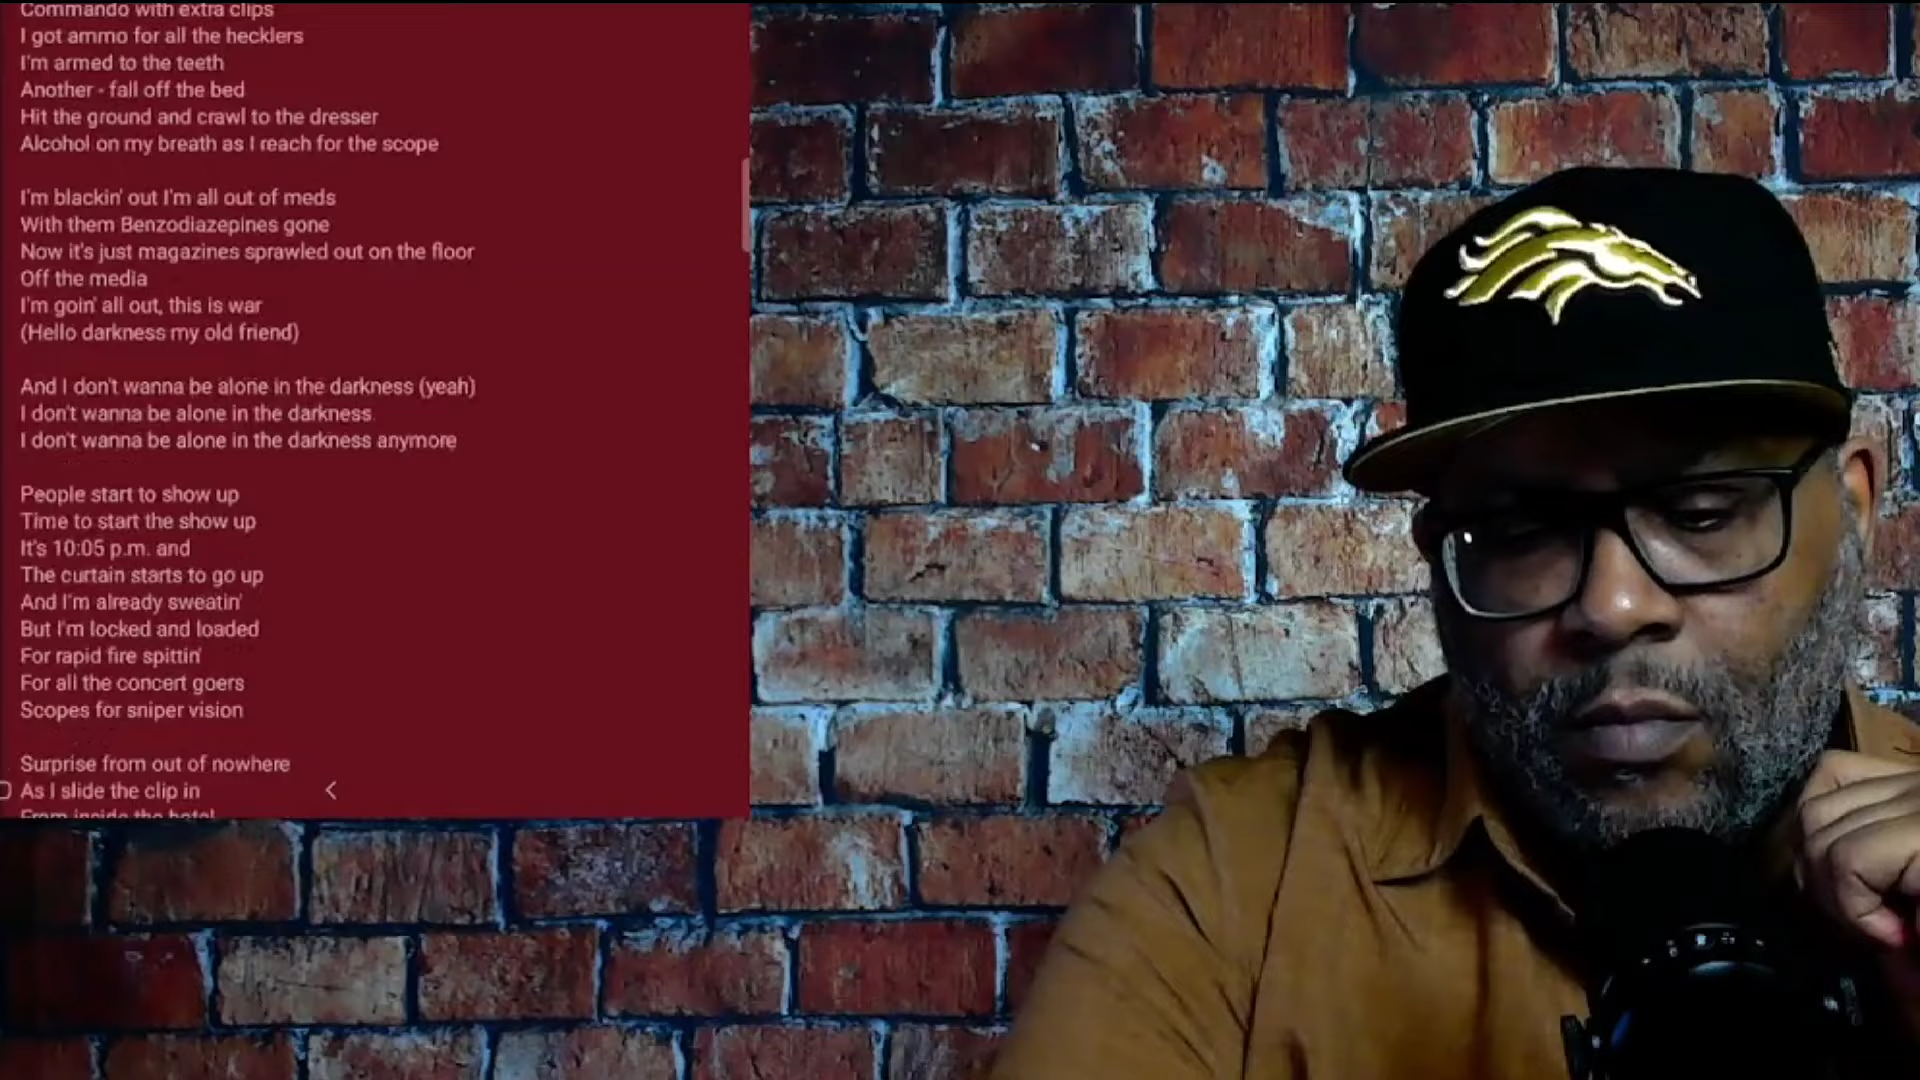 Commando with extra clips
I got ammo for all the hecklers
I'm armed to the teeth
Another - fall off the bed
Hit the ground and crawl to the dresser
Alcohol on my breath as I reach for the scope
I'm blackin' out I'm all out of meds
With them Benzodiazepines gone
Now it's just magazines sprawled out on the floor
Off the media
I'm goin' all out, this is war
(Hello darkness my old friend)
And I don't wanna be alone in the darkness (yeah)
I don't wanna be alone in the darkness
I don't wanna be alone in the darkness anymore
People start to show up
Time to start the show up
It's 10:05 p.m. and
The curtain starts to go up
And I'm already sweatin'
But I'm locked and loaded
For rapid fire spittin'
For all the concert goers
Scopes for sniper vision
Surprise from out of nowhere
As I slide the clip in
From inside the hotel